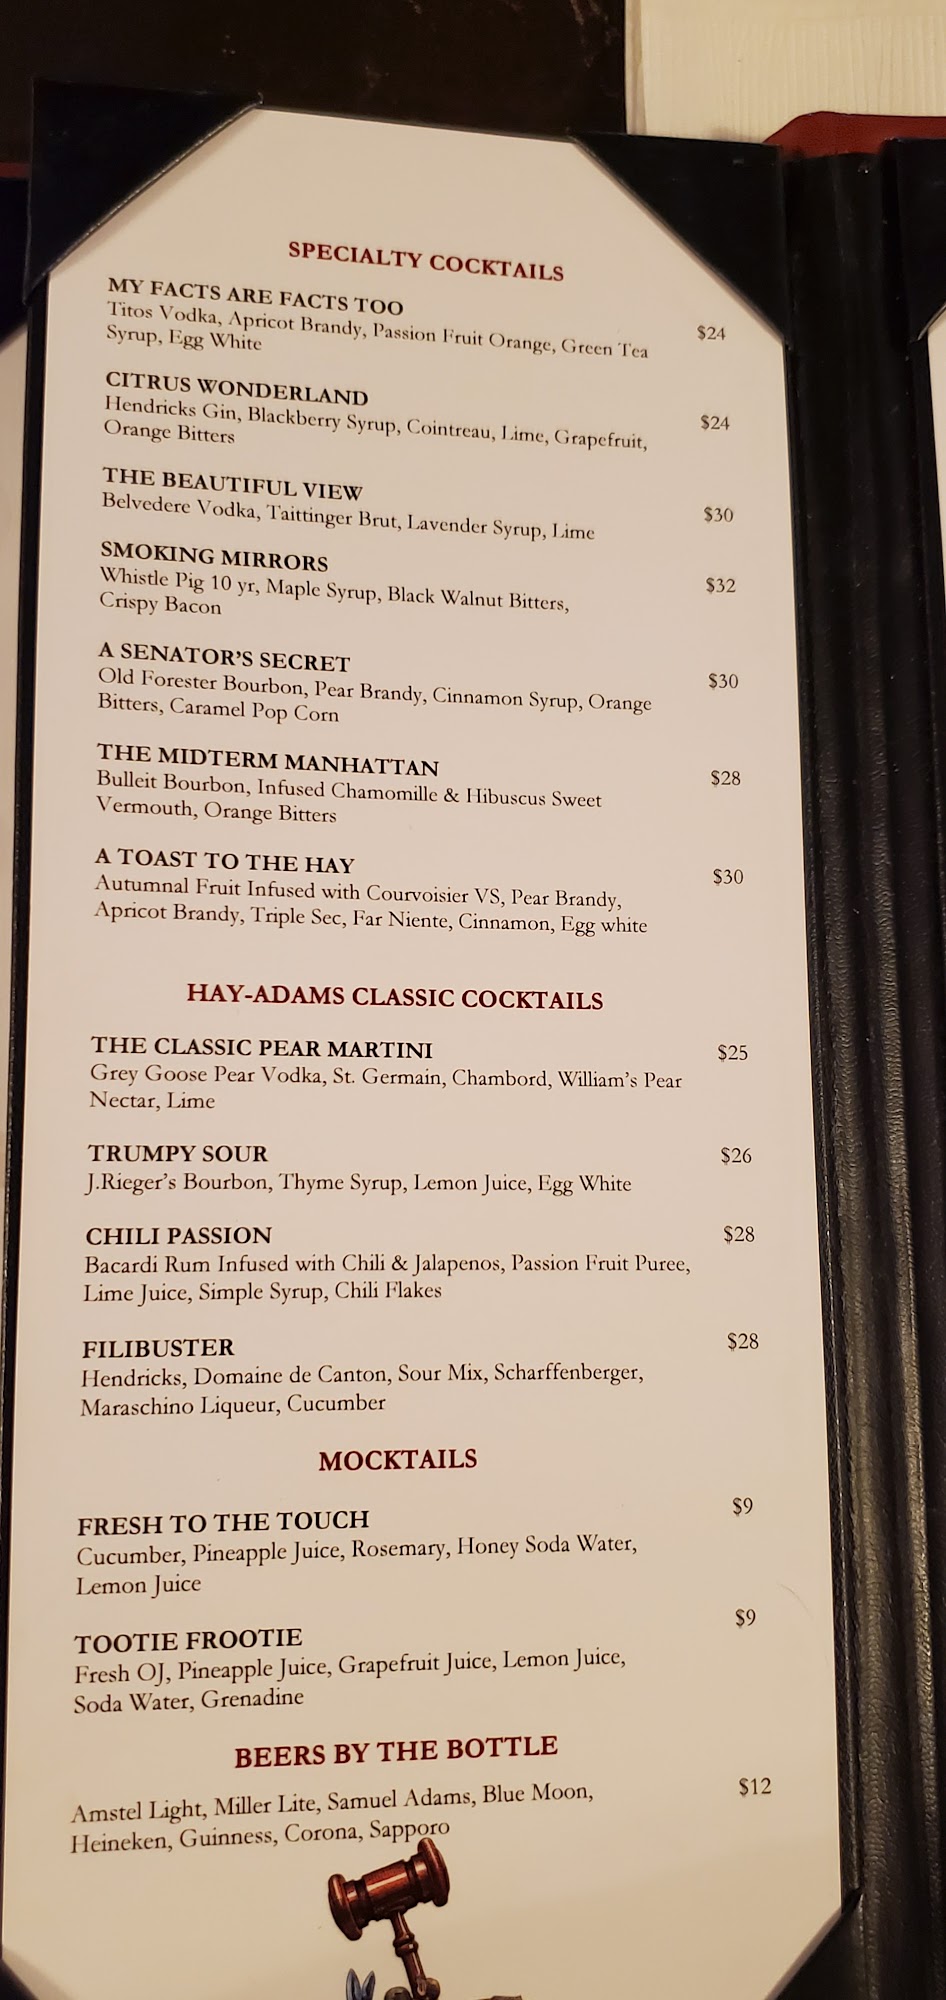 SPECIALTY COCKTAILS
MY FACTS ARE FACTS TOO $24
Titos Vodka, Apricot Brandy, Passion Fruit Orange, Green Tea
Syrup, Egg White
CITRUS WONDERLAND $24
Hendricks Gin, Blackberry Syrup, Cointreau, Lime, Grapefruit,
Orange Bitters
THE BEAUTIFUL VIEW $30
Belvedere Vodka, Taittinger Brut, Lavender Syrup, Lime
SMOKING MIRRORS $32
Whistle Pig 10 yr, Maple Syrup, Black Walnut Bitters,
Crispy Bacon
A SENATOR'S SECRET $30
Old Forester Bourbon, Pear Brandy, Cinnamon Syrup, Orange
Bitters, Caramel Pop Corn
THE MIDTERM MANHATTAN $28
Bulleit Bourbon, Infused Chamomille & Hibuscus Sweet
Vermouth, Orange Bitters
A TOAST TO THE HAY $30
Autumnal Fruit Infused with Courvoisier VS, Pear Brandy,
Apricot Brandy, Triple Sec, Far Niente, Cinnamon, Egg white
HAY-ADAMS CLASSIC COCKTAILS
THE CLASSIC PEAR MARTINI $25
Grey Goose Pear Vodka, St. Germain, Chambord, William's Pear
Nectar, Lime
TRUMPY SOUR $26
J.Rieger's Bourbon, Thyme Syrup, Lemon Juice, Egg White
CHILI PASSION $28
Bacardi Rum Infused with Chili & Jalapenos, Passion Fruit Puree,
Lime Juice, Simple Syrup, Chili Flakes
FILIBUSTER $28
Hendricks, Domaine de Canton, Sour Mix, Scharffenberger,
Maraschino Liqueur, Cucumber
MOCKTAILS
FRESH TO THE TOUCH $9
Cucumber, Pineapple Juice, Rosemary, Honey Soda Water,
Lemon Juice
TOOTIE FROOTIE $9
Fresh OJ, Pineapple Juice, Grapefruit Juice, Lemon Juice,
Soda Water, Grenadine
BEERS BY THE BOTTLE
Amstel Light, Miller Lite, Samuel Adams, Blue Moon, $12
Heineken, Guinness, Corona, Sapporo